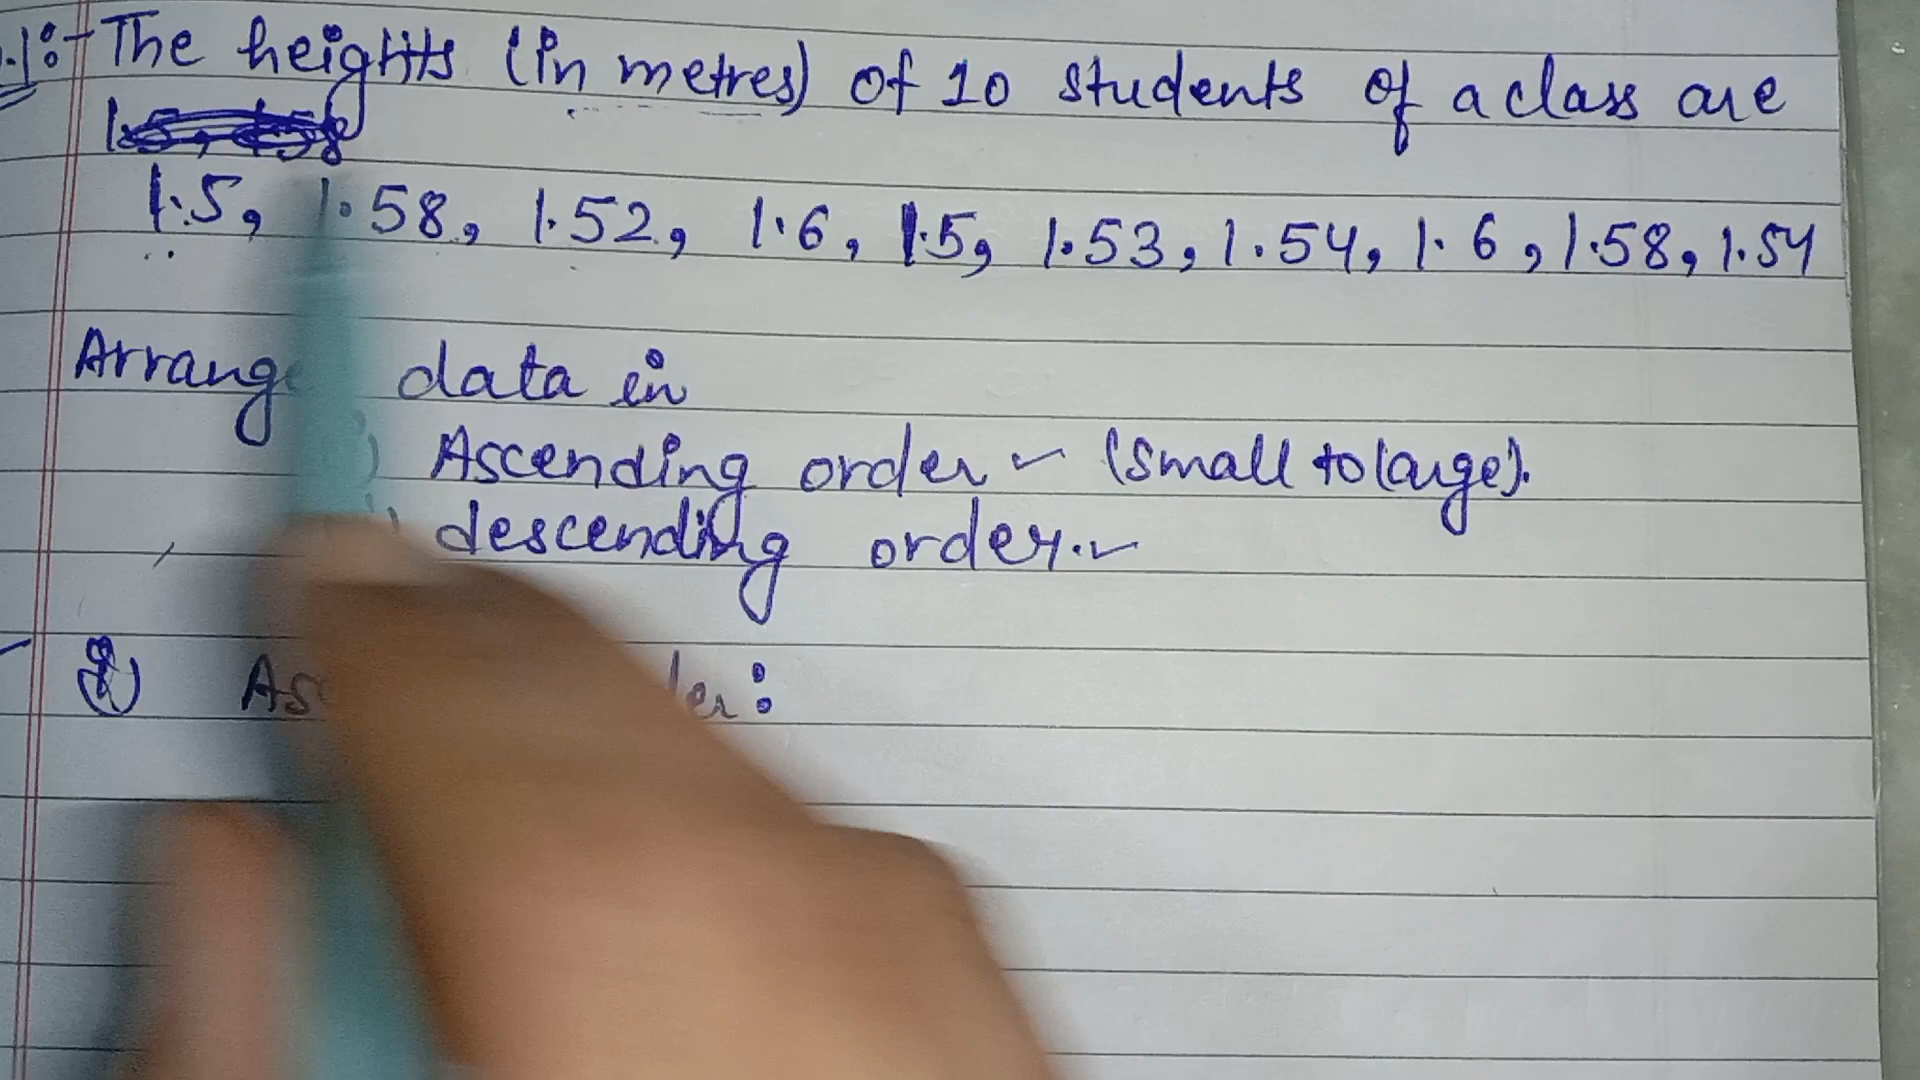 .1:- The heights (in metres) of 10 students of a class are
1.5, 1.58, 1.52, 1.6, 1.5, 1.53, 1.54, 1.6, 1.58, 1.54
Arrange data in
) Ascending order ✓ (Small to large).
) descending order. ✓
i) As der: